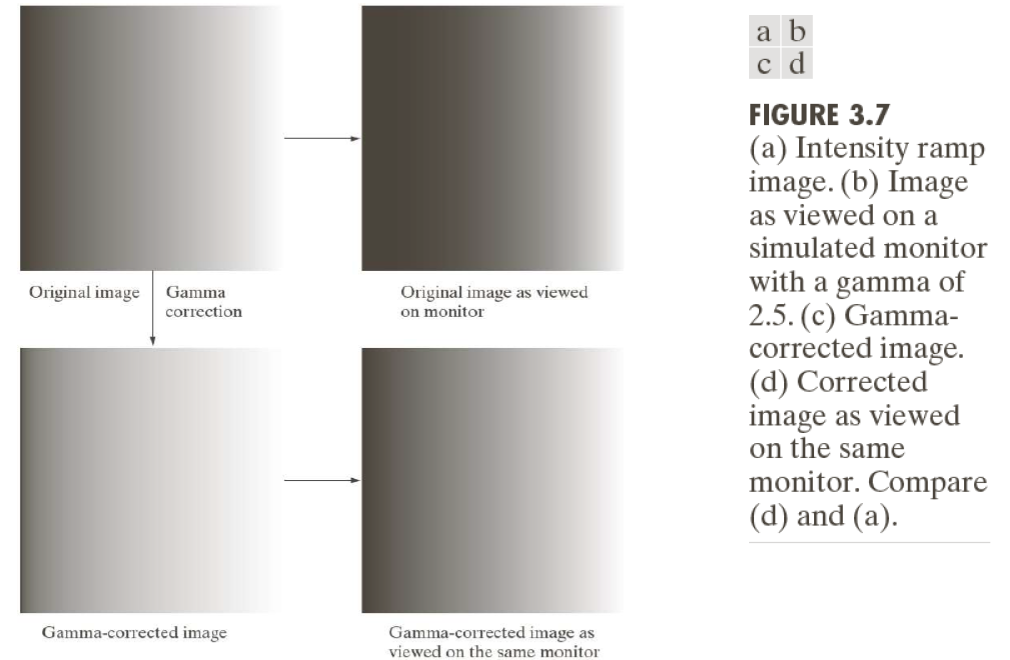 Original image
Gamma
correction
Original image as viewed
on monitor
Gamma-corrected image
Gamma-corrected image as
viewed on the same monitor
a b
c d
FIGURE 3.7
(a) Intensity ramp
image. (b) Image
as viewed on a
simulated monitor
with a gamma of
2.5. (c) Gamma-
corrected image.
(d) Corrected
image as viewed
on the same
monitor. Compare
(d) and (a).